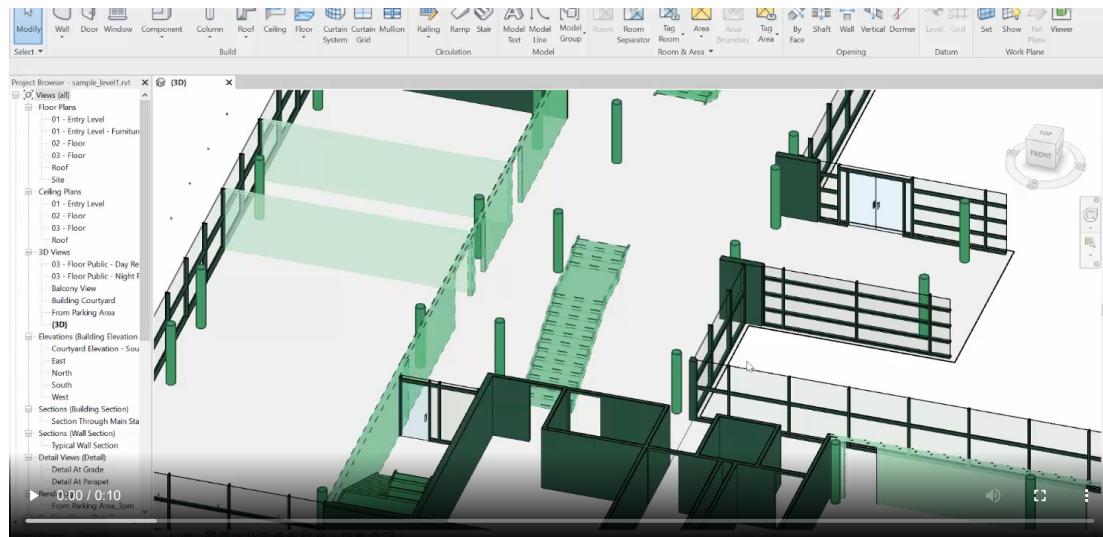 Modify Wall Door Window Component Column Roof Ceiling Floor Curtain System Curtain Grid Mullion Railing Ramp Stair Model Text Model Line Model Group Room Room Separator Tag Room Area Area Boundary Tag Area By Face Shaft Wall Vertical Dormer Level Grid Set Show Ref Plane Viewer
Select ▾ Build Circulation Model Room & Area ▾ Opening Datum Work Plane
Project Browser - sample_level1.rvt X {3D} X
Views (all)
Floor Plans
01 - Entry Level
01 - Entry Level - Furniture
02 - Floor
03 - Floor
Roof
Site
Ceiling Plans
01 - Entry Level
02 - Floor
03 - Floor
Roof
3D Views
03 - Floor Public - Day Re
03 - Floor Public - Night F
Balcony View
Building Courtyard
From Parking Area
{3D}
Elevations (Building Elevation
Courtyard Elevation - Sou
East
North
South
West
Sections (Building Section)
Section Through Main Sta
Sections (Wall Section)
Typical Wall Section
Detail Views (Detail)
Detail At Grade
Detail At Parapet
Rend
From Parking Area_3pm
TOP
FRONT
0:00 / 0:10